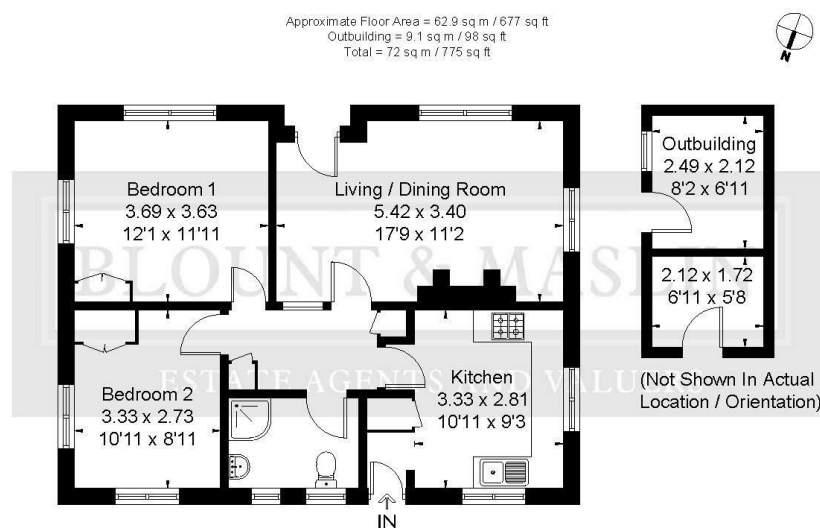 Approximate Floor Area = 62.9 sq m / 677 sq ft
Outbuilding = 9.1 sq m / 98 sq ft
Total = 72 sq m / 775 sq ft
N
Bedroom 1
3.69 x 3.63
12'1 x 11'11
Living / Dining Room
5.42 x 3.40
17'9 x 11'2
Outbuilding
2.49 x 2.12
8'2 x 6'11
BLOUNT & MASLIN
2.12 x 1.72
6'11 x 5'8
ESTATE AGENTS AND VALUERS
(Not Shown In Actual
Location / Orientation)
Bedroom 2
3.33 x 2.73
10'11 x 8'11
Kitchen
3.33 x 2.81
10'11 x 9'3
IN